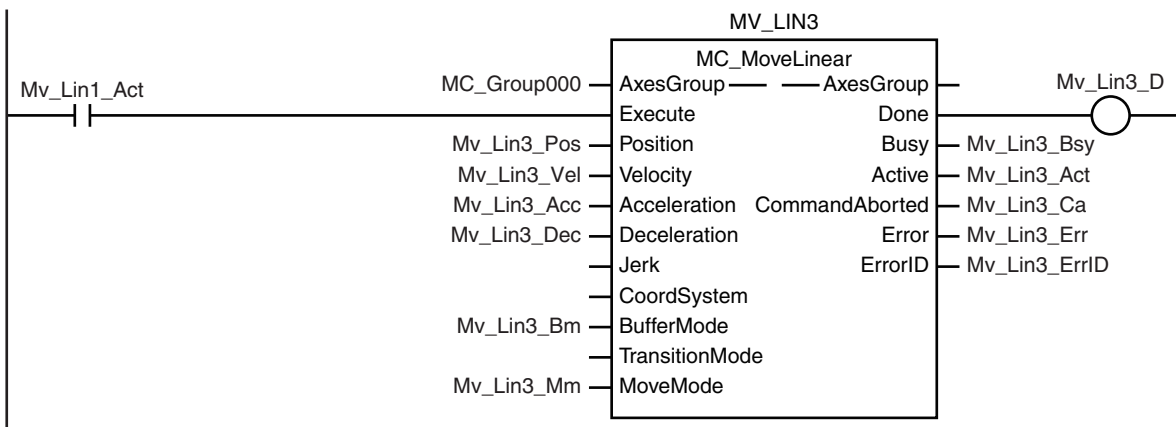 MV_LIN3
MC_MoveLinear
Mv_Lin1_Act
MC_Group000 AxesGroup AxesGroup Mv_Lin3_D
Execute Done
Mv_Lin3_Pos Position Busy Mv_Lin3_Bsy
Mv_Lin3_Vel Velocity Active Mv_Lin3_Act
Mv_Lin3_Acc Acceleration CommandAborted Mv_Lin3_Ca
Mv_Lin3_Dec Deceleration Error Mv_Lin3_Err
Jerk ErrorID Mv_Lin3_ErrID
CoordSystem
Mv_Lin3_Bm BufferMode
TransitionMode
Mv_Lin3_Mm MoveMode